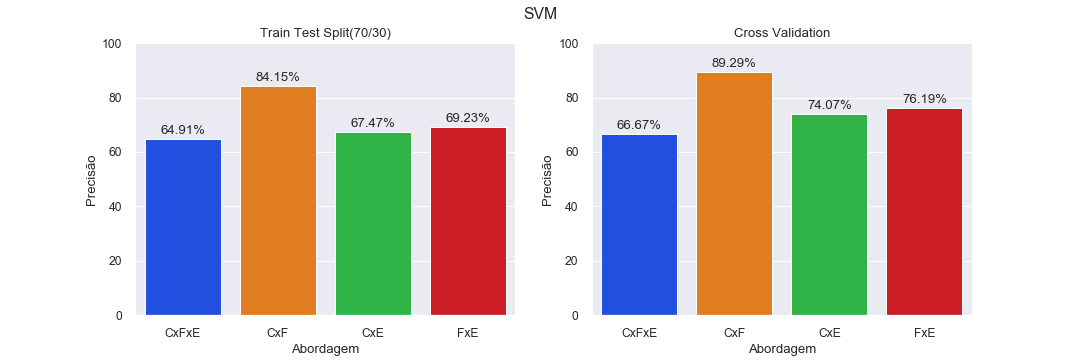 SVM
Train Test Split(70/30)
100
80
60
40
20
0
Precisão
64.91%
84.15%
67.47%
69.23%
CxFxE
CxF
CxE
FxE
Abordagem
Cross Validation
100
80
60
40
20
0
Precisão
66.67%
89.29%
74.07%
76.19%
CxFxE
CxF
CxE
FxE
Abordagem